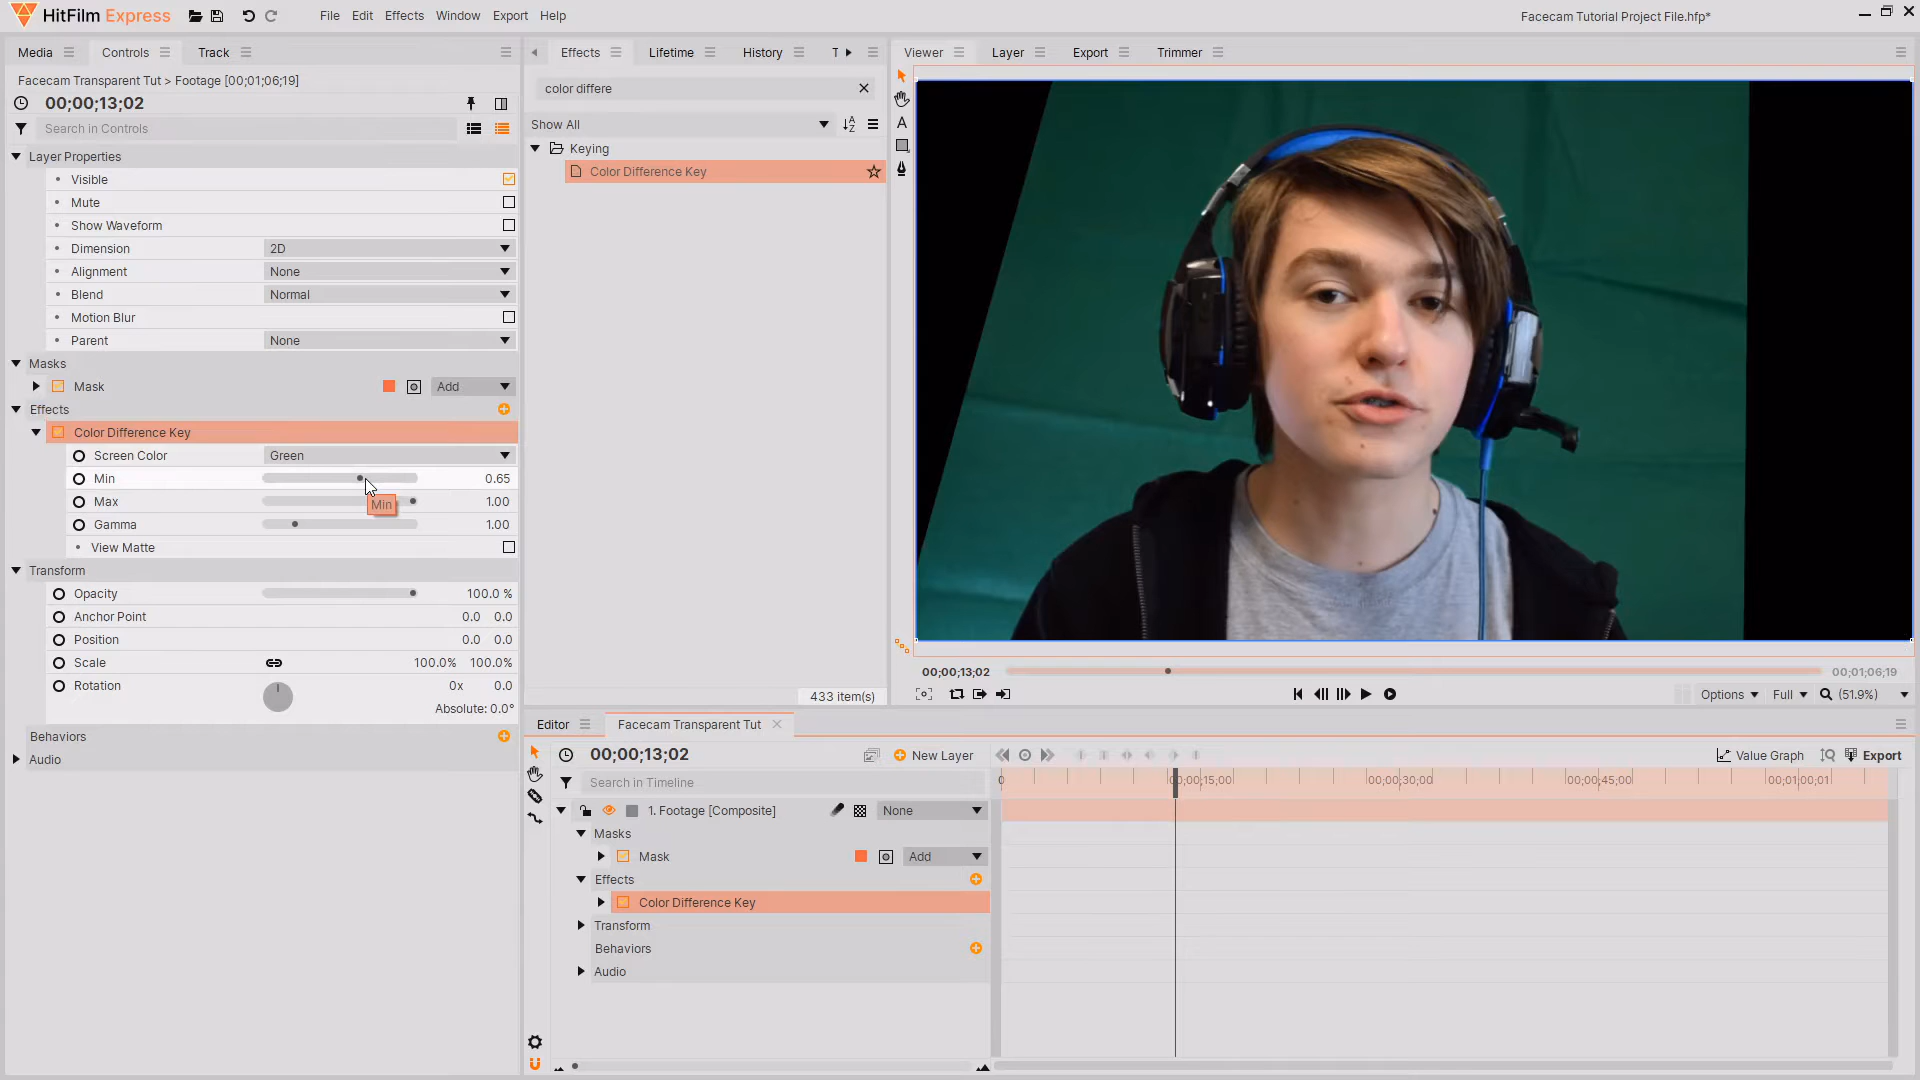 HitFilm Express
File Edit Effects Window Export Help
Facecam Tutorial Project File.hfp*
Media Controls Track
Facecam Transparent Tut > Footage [00;01;06;19]
00;00;13;02
Search in Controls
Layer Properties
Visible
Mute
Show Waveform
Dimension 2D
Alignment None
Blend Normal
Motion Blur
Parent None
Masks
Mask Add
Effects
Color Difference Key
Screen Color Green
Min 0.65
Max 1.00
Min
Gamma 1.00
View Matte
Transform
Opacity 100.0 %
Anchor Point 0.0 0.0
Position 0.0 0.0
Scale 100.0% 100.0%
Rotation 0x 0.0
Absolute: 0.0°
Behaviors
Audio
Effects Lifetime History T
color differe
Show All
Keying
Color Difference Key
433 item(s)
Viewer Layer Export Trimmer
A
00;00;13;02 00;01;06;19
Options Full (51.9%)
Editor Facecam Transparent Tut
00;00;13;02 New Layer Value Graph Export
Search in Timeline
0 00;00;15;00 00;00;30;00 00;00;45;00 00;01;00;01
1. Footage [Composite] None
Masks
Mask Add
Effects
Color Difference Key
Transform
Behaviors
Audio